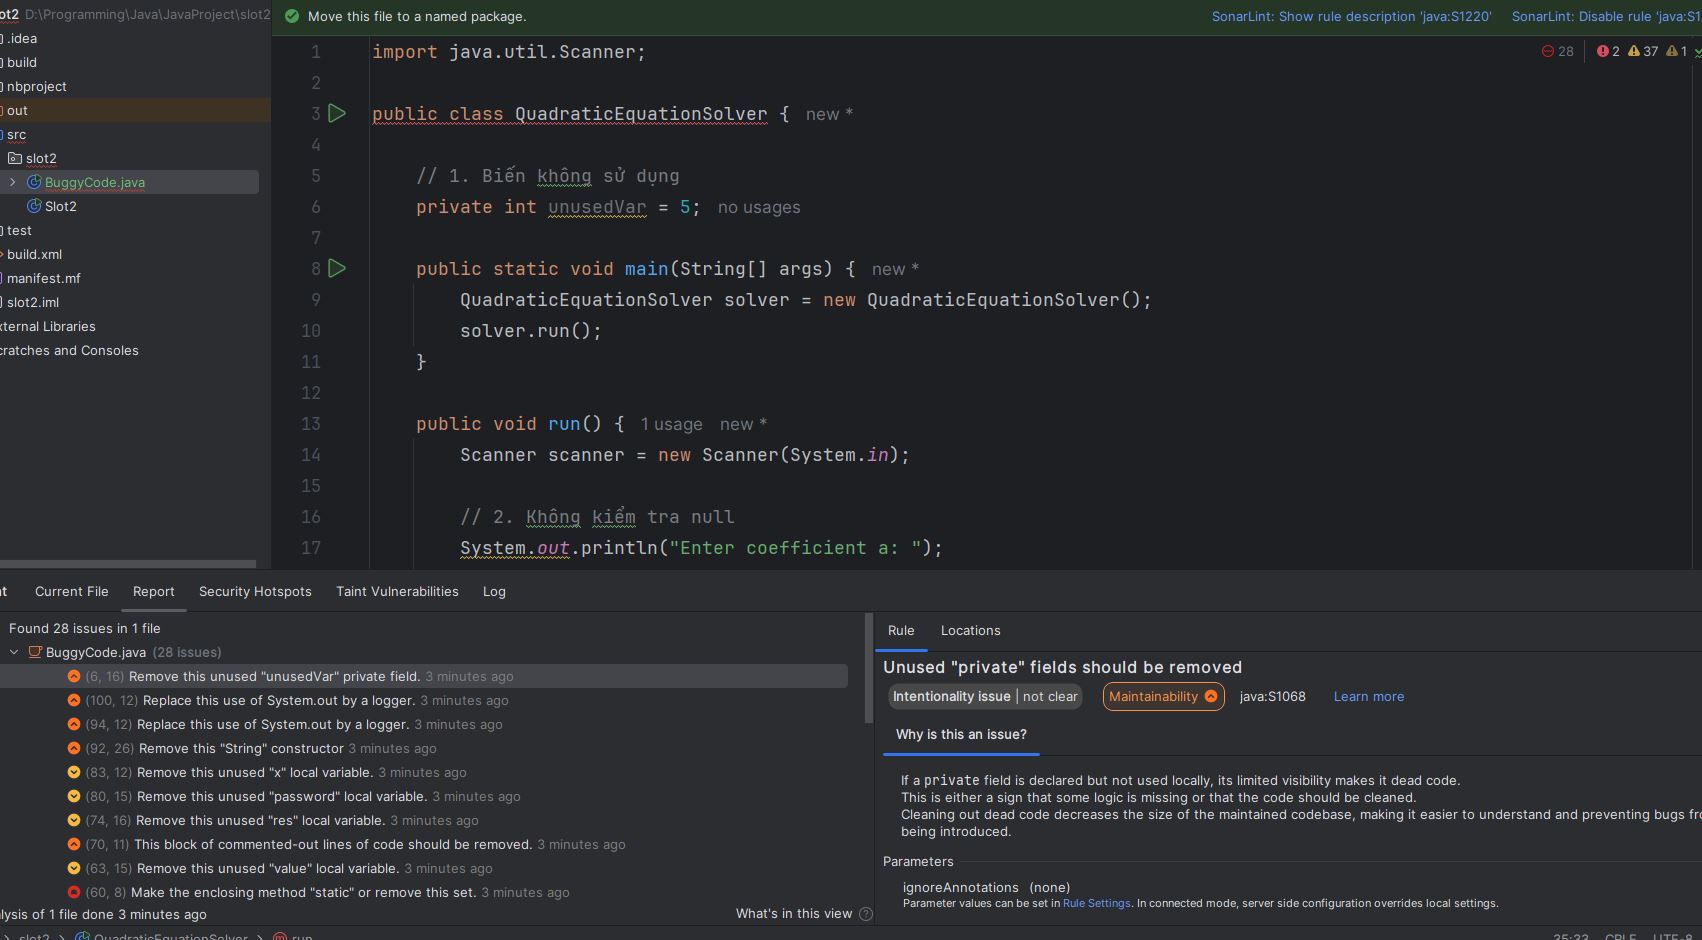 ot2 D:\Programming\Java\JavaProject\slot2
.idea
build
nbproject
out
src
slot2
BuggyCode.java
Slot2
test
build.xml
manifest.mf
slot2.iml
xternal Libraries
cratches and Consoles
Move this file to a named package. SonarLint: Show rule description 'java:S1220' SonarLint: Disable rule 'java:S1
28 2 37 1
1 import java.util.Scanner;
2
3 public class QuadraticEquationSolver { new *
4
5 // 1. Biến không sử dụng
6 private int unusedVar = 5; no usages
7
8 public static void main(String[] args) { new *
9 QuadraticEquationSolver solver = new QuadraticEquationSolver();
10 solver.run();
11 }
12
13 public void run() { 1 usage new *
14 Scanner scanner = new Scanner(System.in);
15
16 // 2. Không kiểm tra null
17 System.out.println("Enter coefficient a: ");
nt Current File Report Security Hotspots Taint Vulnerabilities Log
Found 28 issues in 1 file
BuggyCode.java (28 issues)
(6, 16) Remove this unused "unusedVar" private field. 3 minutes ago
(100, 12) Replace this use of System.out by a logger. 3 minutes ago
(94, 12) Replace this use of System.out by a logger. 3 minutes ago
(92, 26) Remove this "String" constructor 3 minutes ago
(83, 12) Remove this unused "x" local variable. 3 minutes ago
(80, 15) Remove this unused "password" local variable. 3 minutes ago
(74, 16) Remove this unused "res" local variable. 3 minutes ago
(70, 11) This block of commented-out lines of code should be removed. 3 minutes ago
(63, 15) Remove this unused "value" local variable. 3 minutes ago
(60, 8) Make the enclosing method "static" or remove this set. 3 minutes ago
lysis of 1 file done 3 minutes ago What's in this view
Rule Locations
Unused "private" fields should be removed
Intentionality issue | not clear Maintainability java:S1068 Learn more
Why is this an issue?
If a private field is declared but not used locally, its limited visibility makes it dead code.
This is either a sign that some logic is missing or that the code should be cleaned.
Cleaning out dead code decreases the size of the maintained codebase, making it easier to understand and preventing bugs fro
being introduced.
Parameters
ignoreAnnotations (none)
Parameter values can be set in Rule Settings. In connected mode, server side configuration overrides local settings.
slot2 QuadraticEquationSolver run 35:33 CRLF UTF-8